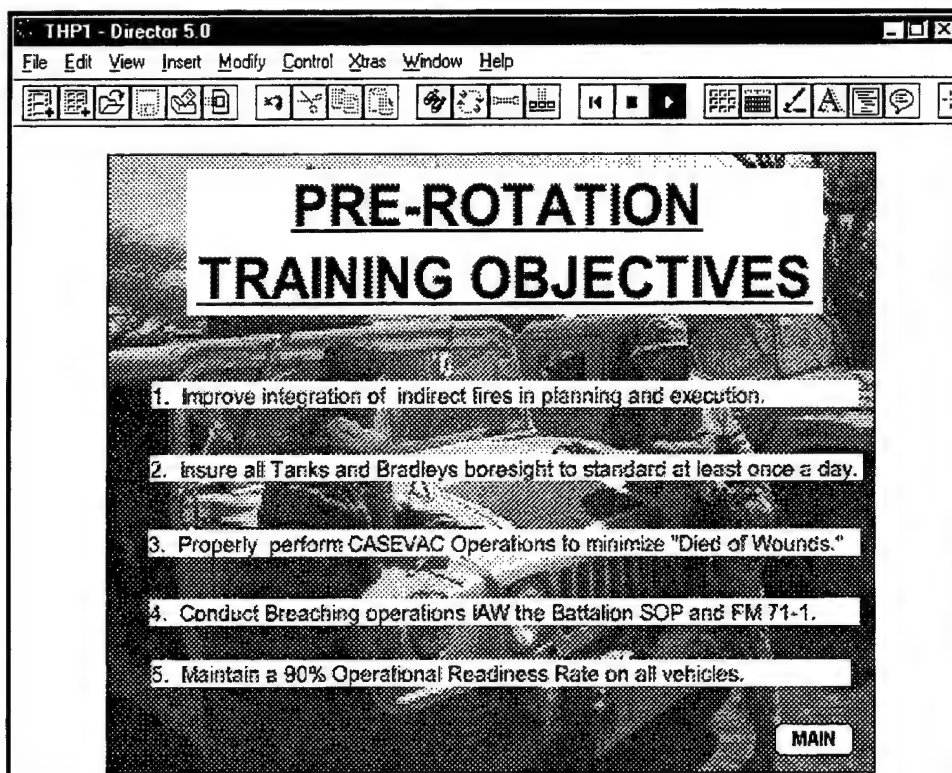 THP1 - Director 5.0
File Edit View Insert Modify Control Xtras Window Help
PRE-ROTATION
TRAINING OBJECTIVES
1. Improve integration of indirect fires in planning and execution.
2. Insure all Tanks and Bradleys boresight to standard at least once a day.
3. Properly perform CASEVAC Operations to minimize "Died of Wounds."
4. Conduct Breaching operations IAW the Battalion SOP and FM 71-1.
5. Maintain a 90% Operational Readiness Rate on all vehicles.
MAIN